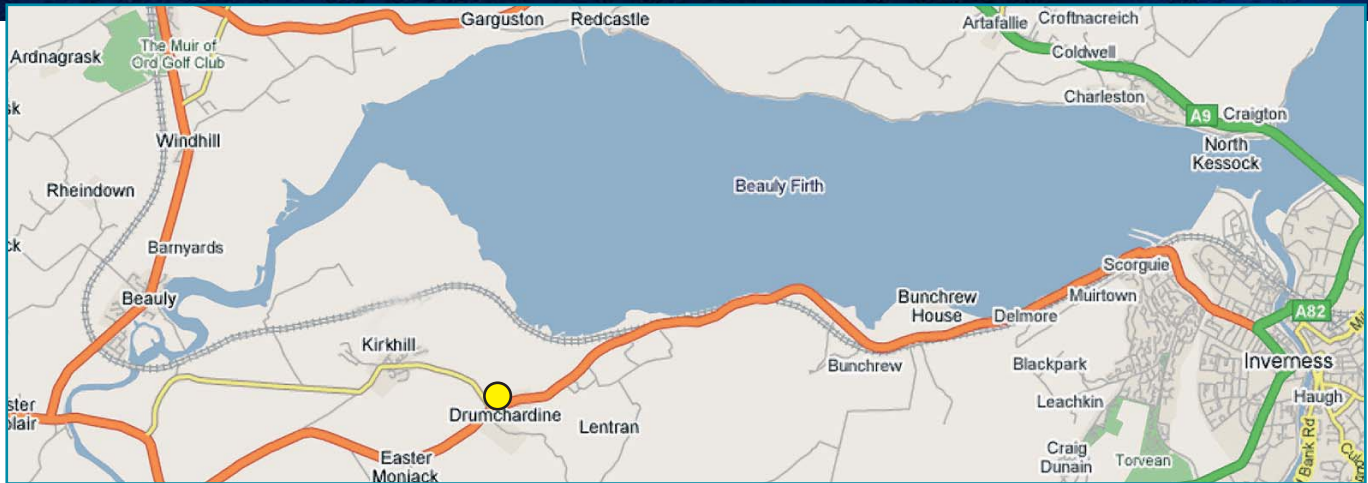 Garguston
Redcastle
Artafallie
Croftnacreich
Ardnagrask
The Muir of
Ord Golf Club
Coldwell
Charleston
A9
Craigton
North
Kessock
Windhill
Rheindown
Beauly Firth
Barnyards
Beauly
Scorguie
Muirtown
Bunchrew
House
Delmore
A82
Kirkhill
Bunchrew
Blackpark
Inverness
Leachkin
Haugh
Drumchardine
Lentran
Easter
Moniack
Craig
Dunain
Torvean
Bank Rd